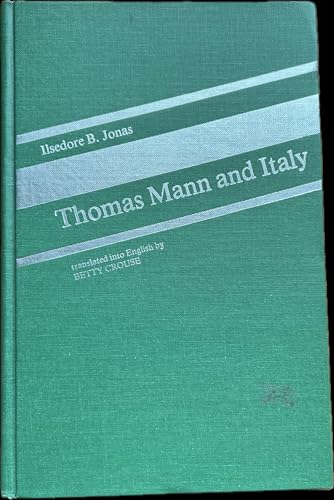 Ilsedore B. Jonas
Thomas Mann and Italy
translated into English by
BETTY CROUSE